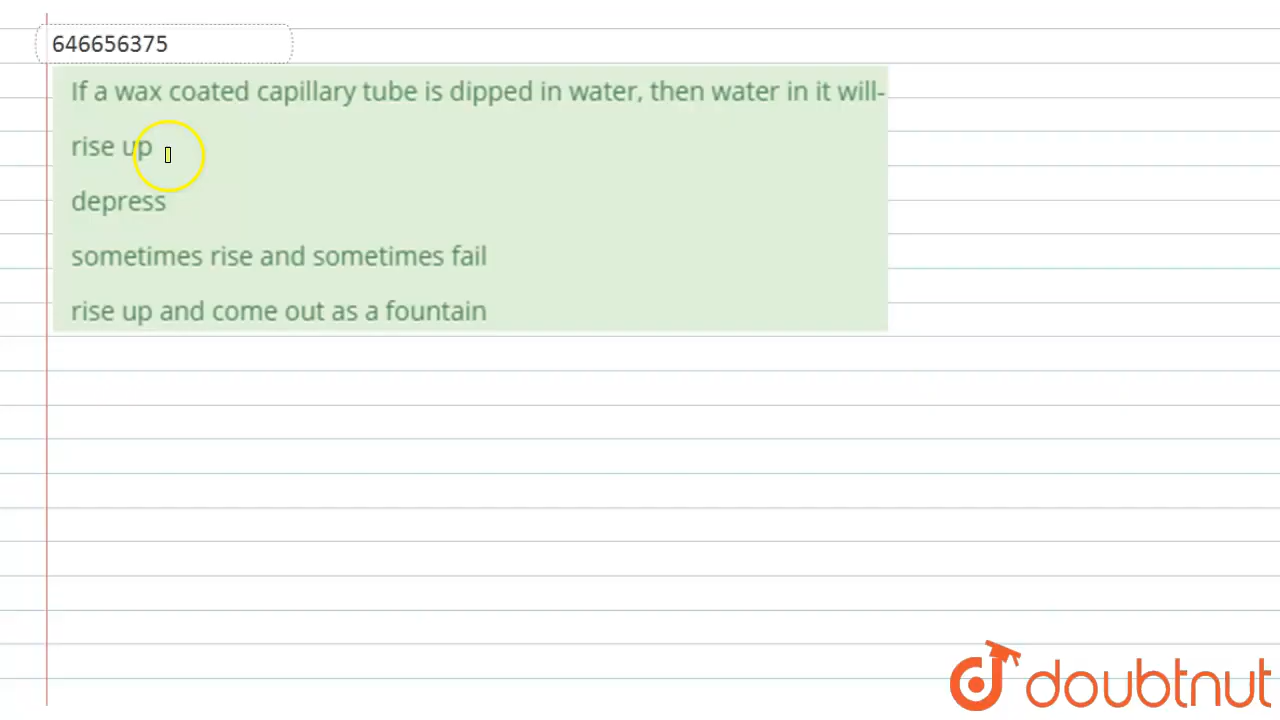 646656375
If a wax coated capillary tube is dipped in water, then water in it will-
rise up
depress
sometimes rise and sometimes fail
rise up and come out as a fountain
doubtnut